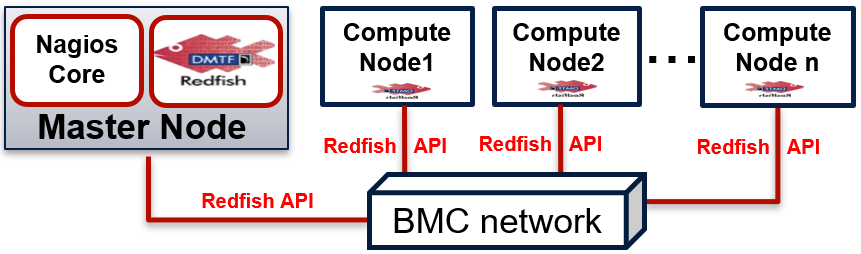 Nagios
Core
DMTF
Redfish
Master Node
Compute
Node1
Compute
Node2
...
Compute
Node n
Redfish API
Redfish API
Redfish API
Redfish API
BMC network